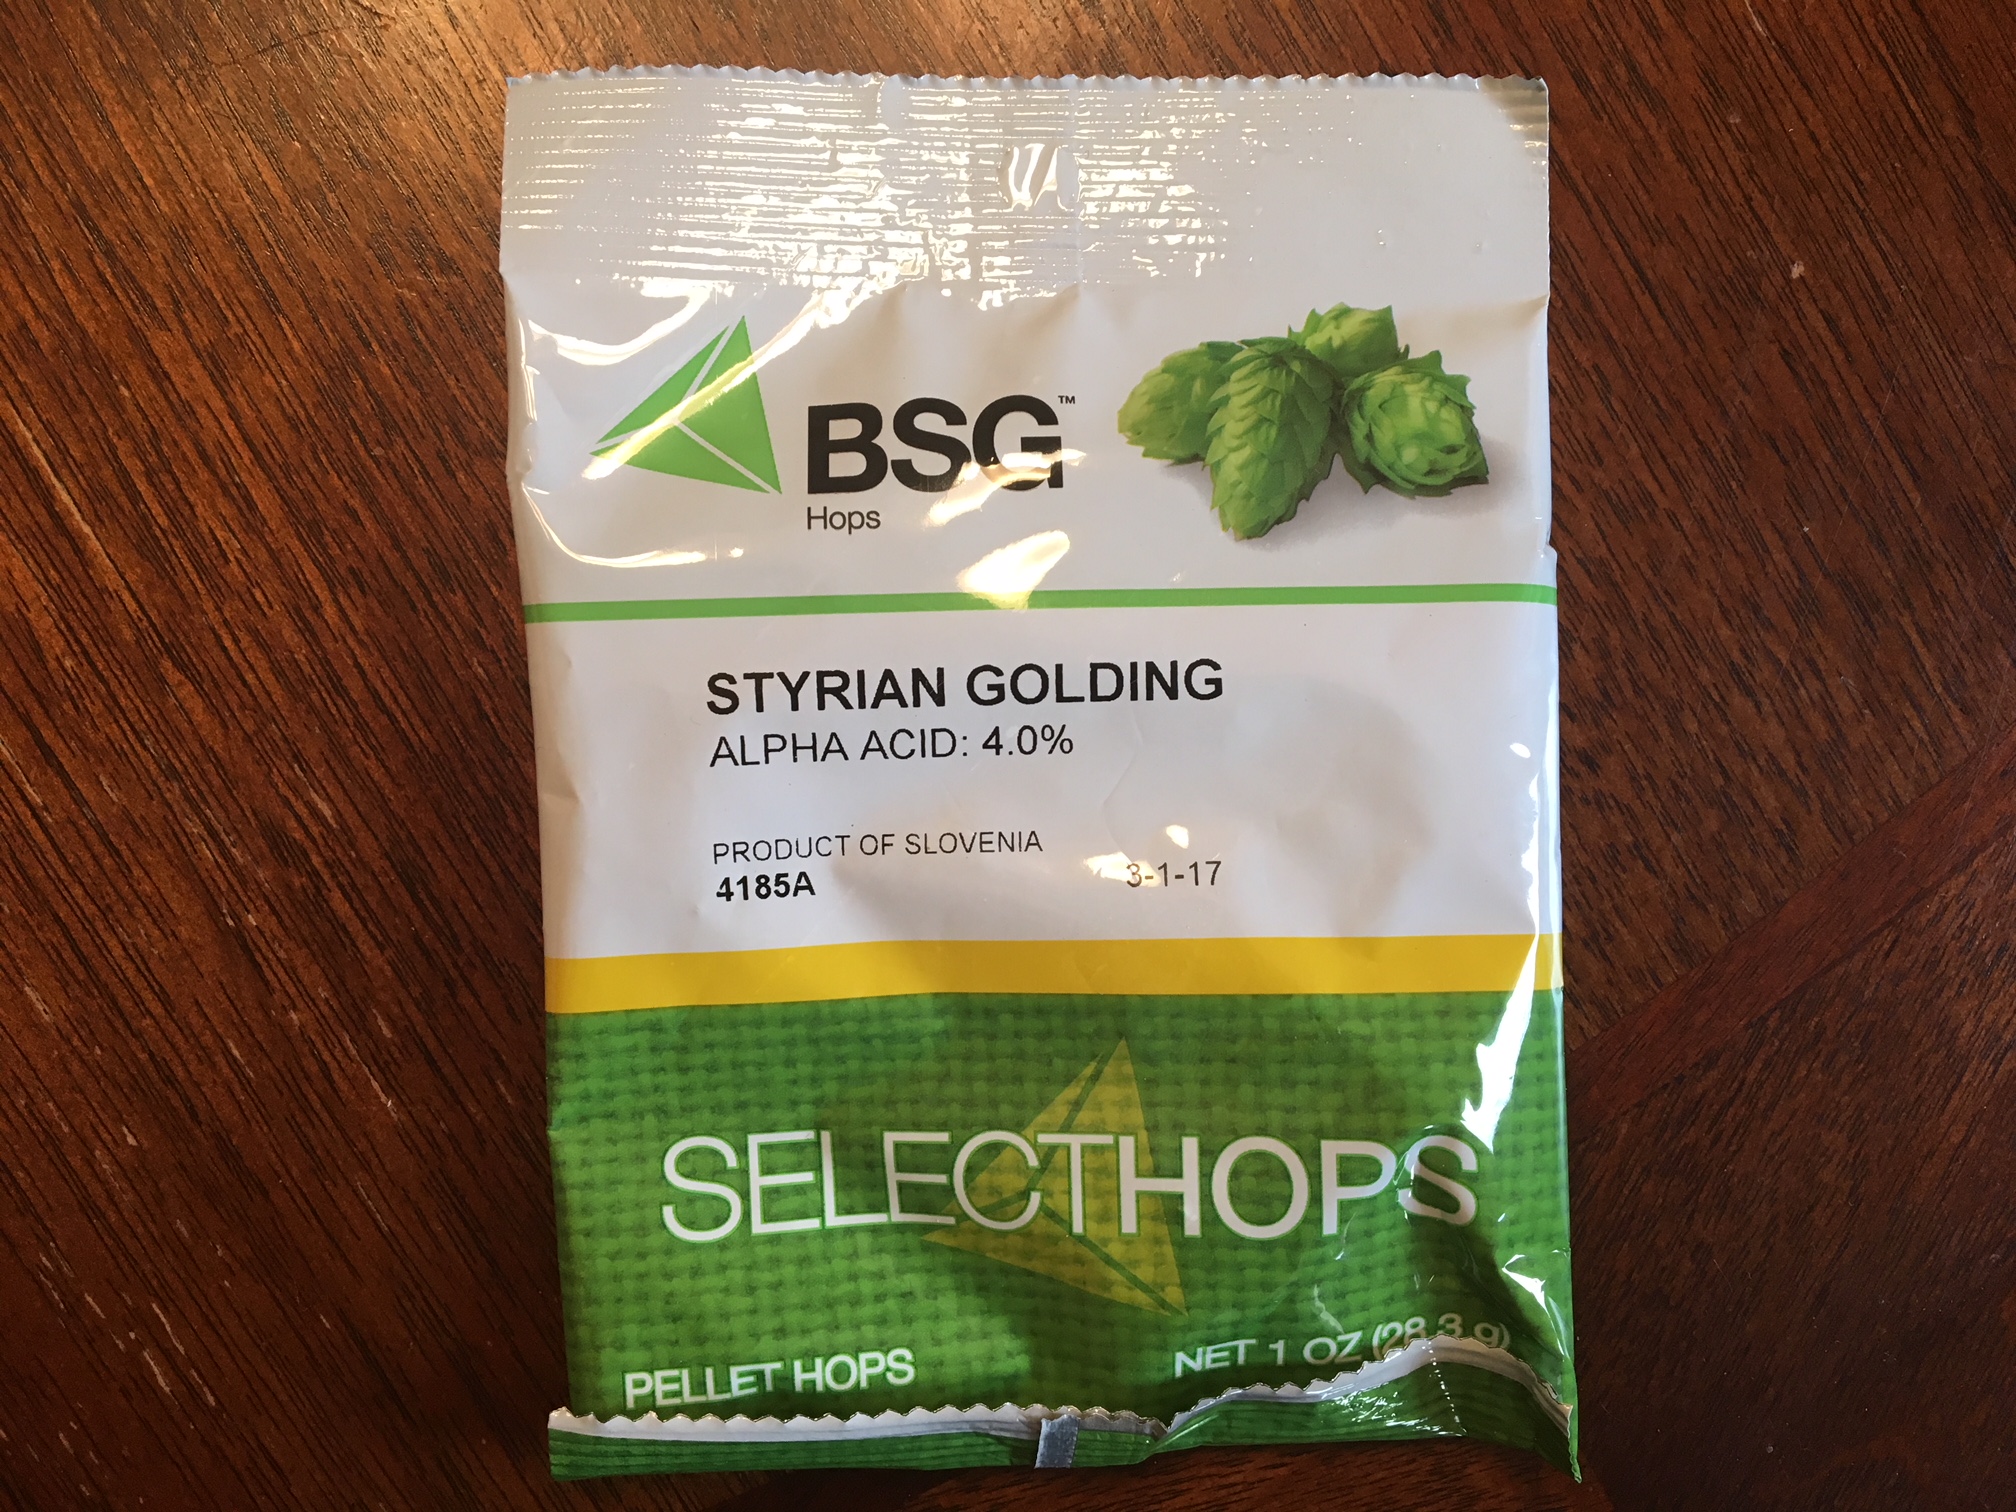 BSG™
Hops
STYRIAN GOLDING
ALPHA ACID: 4.0%
PRODUCT OF SLOVENIA
4185A 3-1-17
SELECTHOPS
PELLET HOPS NET 1 OZ (28.3 g)